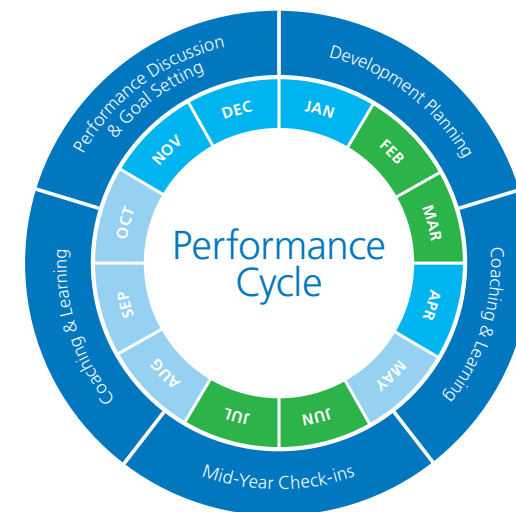 Performance Discussion
& Goal Setting
Development Planning
Coaching & Learning
Mid-Year Check-ins
Coaching & Learning
JAN
FEB
MAR
APR
MAY
JUN
JUL
AUG
SEP
OCT
NOV
DEC
Performance
Cycle